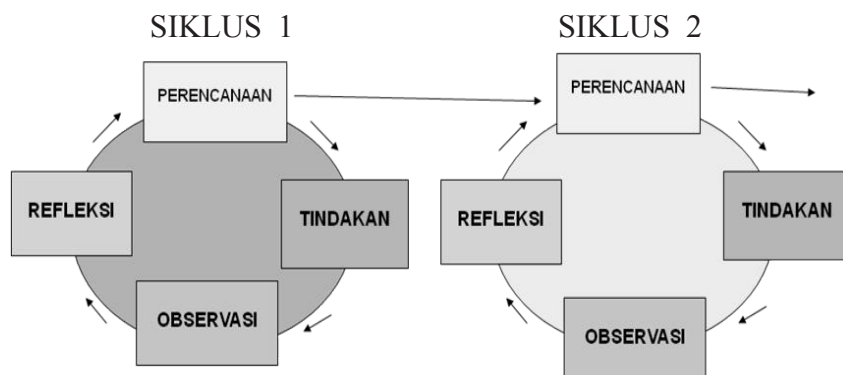 SIKLUS 1
PERENCANAAN
TINDAKAN
OBSERVASI
REFLEKSI
SIKLUS 2
PERENCANAAN
TINDAKAN
OBSERVASI
REFLEKSI